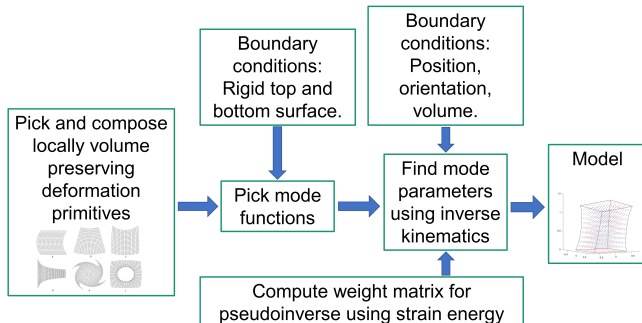 Boundary
conditions:
Rigid top and
bottom surface.
Boundary
conditions:
Position,
orientation,
volume.
Pick and compose
locally volume
preserving
deformation
primitives
Pick mode
functions
Find mode
parameters
using inverse
kinematics
Model
Compute weight matrix for
pseudoinverse using strain energy